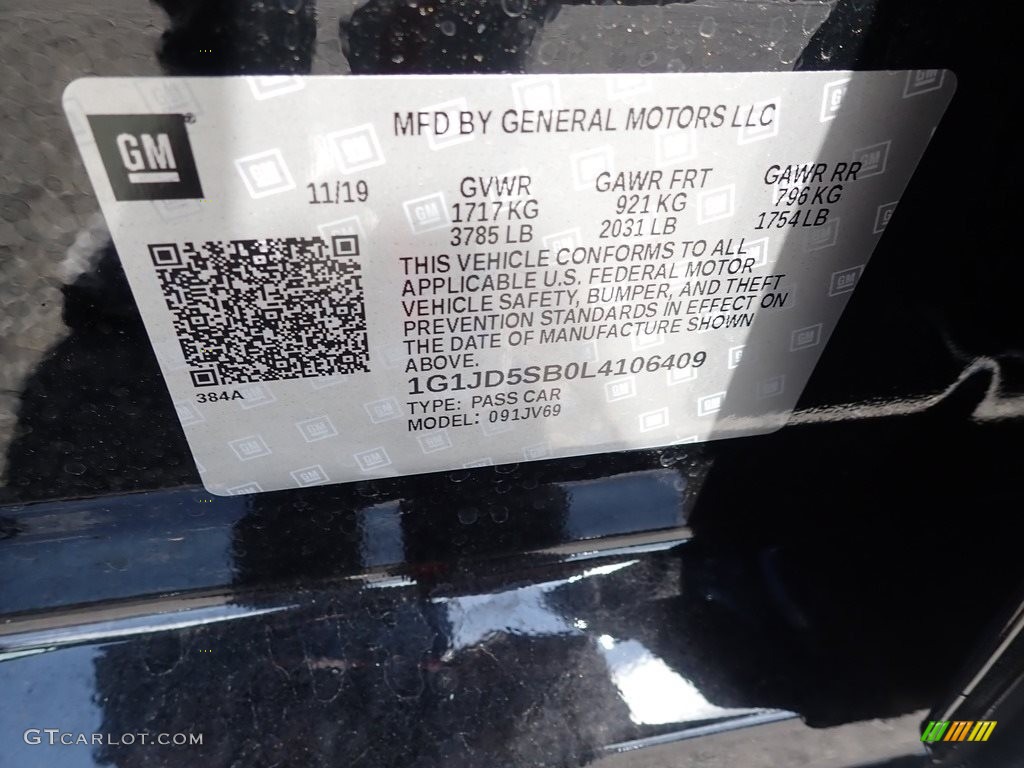 MFD BY GENERAL MOTORS LLC
GM®
11/19
GVWR GAWR FRT GAWR RR
1717 KG 921 KG 796 KG
3785 LB 2031 LB 1754 LB
THIS VEHICLE CONFORMS TO ALL
APPLICABLE U.S. FEDERAL MOTOR
VEHICLE SAFETY, BUMPER, AND THEFT
PREVENTION STANDARDS IN EFFECT ON
THE DATE OF MANUFACTURE SHOWN
ABOVE.
384A
1G1JD5SB0L4106409
TYPE: PASS CAR
MODEL: 091JV69
GTCARLOT.COM